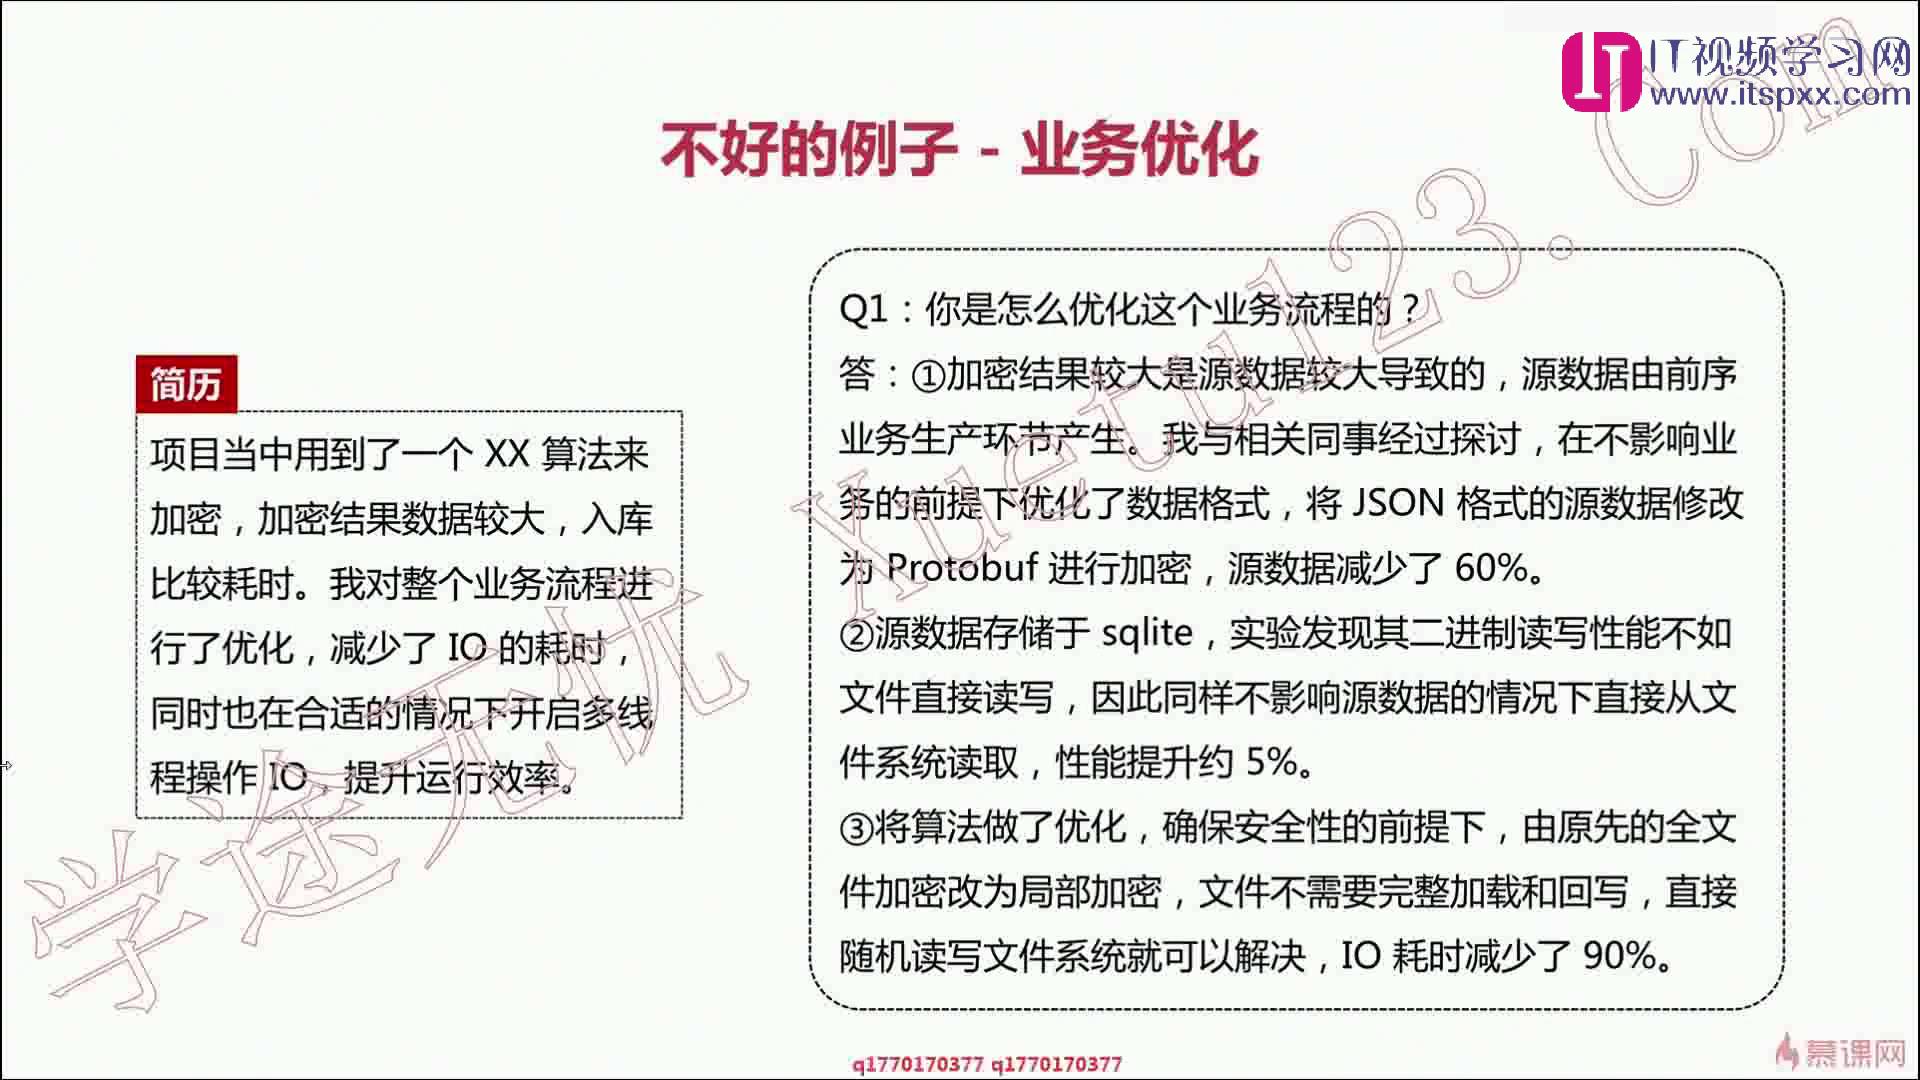 IT视频学习网
www.itspxx.com
不好的例子 - 业务优化
简历
项目当中用到了一个 XX 算法来
加密，加密结果数据较大，入库
比较耗时。我对整个业务流程进
行了优化，减少了 IO 的耗时，
同时也在合适的情况下开启多线
程操作 IO，提升运行效率。
Q1：你是怎么优化这个业务流程的？
答：①加密结果较大是源数据较大导致的，源数据由前序
业务生产环节产生。我与相关同事经过探讨，在不影响业
务的前提下优化了数据格式，将 JSON 格式的源数据修改
为 Protobuf 进行加密，源数据减少了 60%。
②源数据存储于 sqlite，实验发现其二进制读写性能不如
文件直接读写，因此同样不影响源数据的情况下直接从文
件系统读取，性能提升约 5%。
③将算法做了优化，确保安全性的前提下，由原先的全文
件加密改为局部加密，文件不需要完整加载和回写，直接
随机读写文件系统就可以解决，IO 耗时减少了 90%。
学途无忧 Xuetu123.Com
q1770170377 q1770170377
慕课网